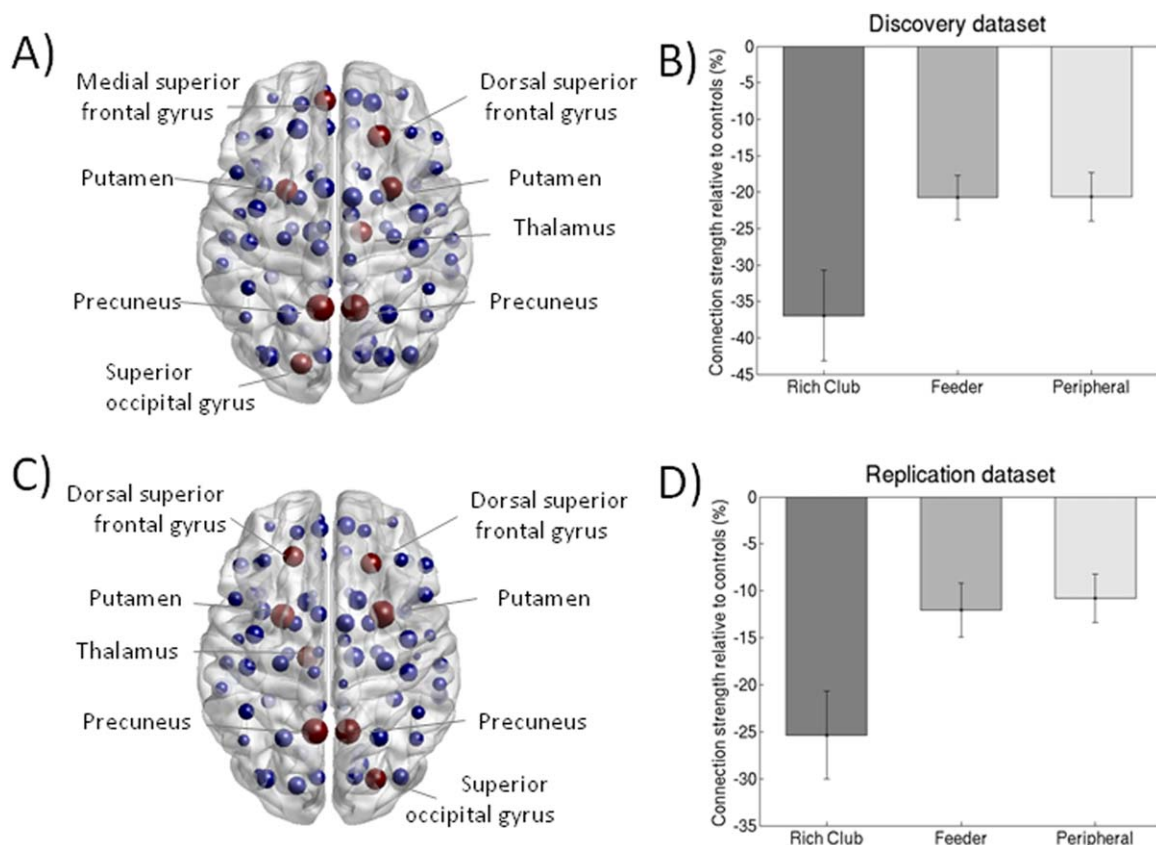 A)
Medial superior
frontal gyrus
Dorsal superior
frontal gyrus
Putamen
Putamen
Thalamus
Precuneus
Precuneus
Superior
occipital gyrus
B)
Discovery dataset
Connection strength relative to controls (%)
0
-5
-10
-15
-20
-25
-30
-35
-40
-45
Rich Club
Feeder
Peripheral
C)
Dorsal superior
frontal gyrus
Dorsal superior
frontal gyrus
Putamen
Putamen
Thalamus
Precuneus
Precuneus
Superior
occipital gyrus
D)
Replication dataset
Connection strength relative to controls (%)
0
-5
-10
-15
-20
-25
-30
-35
Rich Club
Feeder
Peripheral